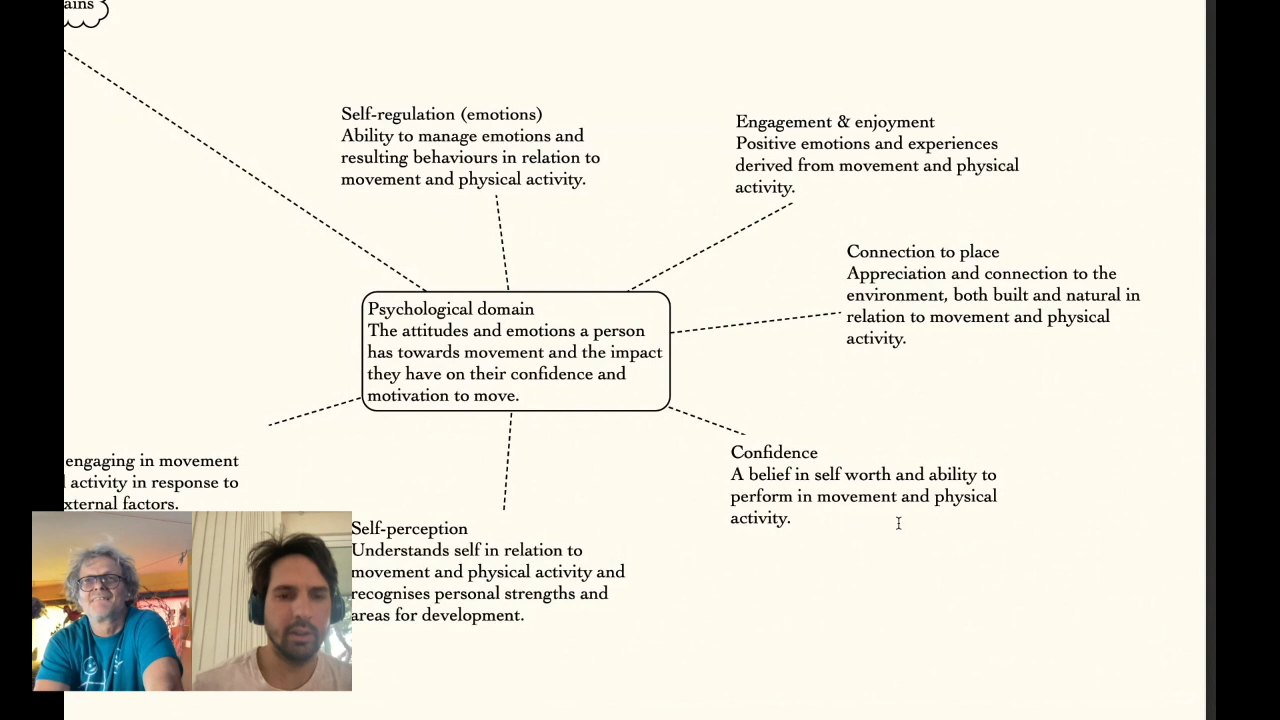 ains
Self-regulation (emotions)
Ability to manage emotions and
resulting behaviours in relation to
movement and physical activity.
Engagement & enjoyment
Positive emotions and experiences
derived from movement and physical
activity.
Connection to place
Appreciation and connection to the
environment, both built and natural in
relation to movement and physical
activity.
Psychological domain
The attitudes and emotions a person
has towards movement and the impact
they have on their confidence and
motivation to move.
Confidence
A belief in self worth and ability to
perform in movement and physical
activity.
engaging in movement
l activity in response to
xternal factors.
Self-perception
Understands self in relation to
movement and physical activity and
recognises personal strengths and
areas for development.